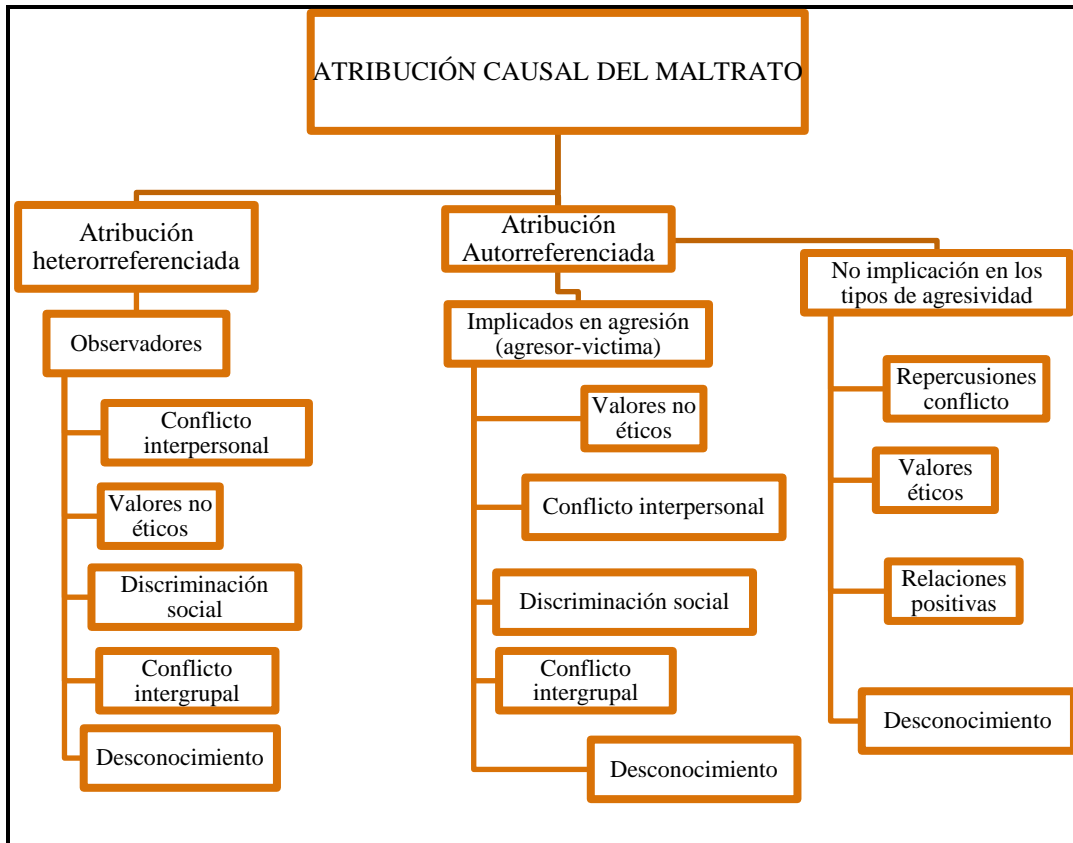 ATRIBUCIÓN CAUSAL DEL MALTRATO
Atribución
heterorreferenciada
Observadores
Conflicto
interpersonal
Valores no
éticos
Discriminación
social
Conflicto
intergrupal
Desconocimiento
Atribución
Autorreferenciada
Implicados en agresión
(agresor-victima)
Valores no
éticos
Conflicto interpersonal
Discriminación social
Conflicto
intergrupal
Desconocimiento
No implicación en los
tipos de agresividad
Repercusiones
conflicto
Valores
éticos
Relaciones
positivas
Desconocimiento